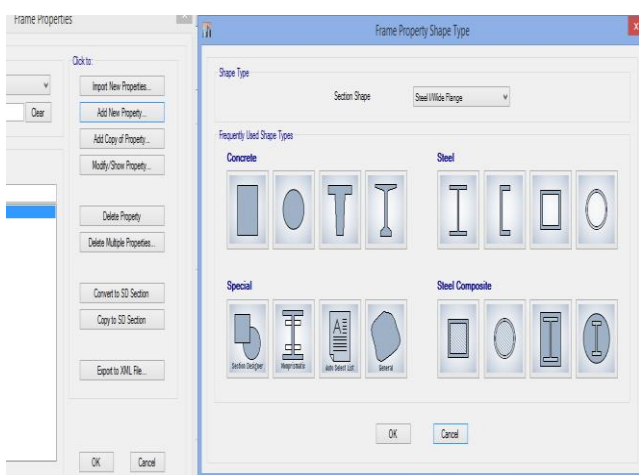 Frame Properties
Click to:
Import New Properties...
Clear
Add New Property...
Add Copy of Property...
Modify/Show Property...
Delete Property
Delete Multiple Properties...
Convert to SD Section
Copy to SD Section
Export to XML File...
OK
Cancel
Frame Property Shape Type
Shape Type
Section Shape
Steel I/Wide Flange
Frequently Used Shape Types
Concrete
Steel
Special
Steel Composite
Section Designer
Nonprismatic
A
Auto Select List
General
OK
Cancel